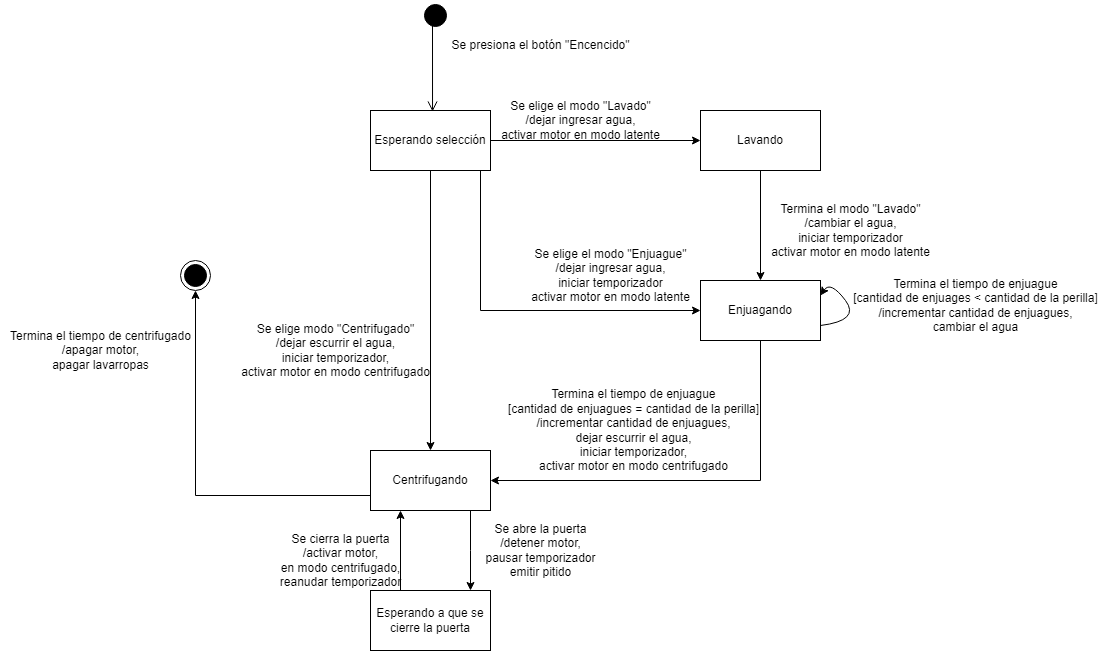 Se presiona el botón "Encencido"
Se elige el modo "Lavado"
/dejar ingresar agua,
activar motor en modo latente
Esperando selección
Lavando
Termina el modo "Lavado"
/cambiar el agua,
iniciar temporizador
activar motor en modo latente
Se elige el modo "Enjuague"
/dejar ingresar agua,
iniciar temporizador
activar motor en modo latente
Enjuagando
Termina el tiempo de enjuague
[cantidad de enjuages < cantidad de la perilla]
/incrementar cantidad de enjuagues,
cambiar el agua
Termina el tiempo de centrifugado
/apagar motor,
apagar lavarropas
Se elige modo "Centrifugado"
/dejar escurrir el agua,
iniciar temporizador,
activar motor en modo centrifugado
Termina el tiempo de enjuague
[cantidad de enjuagues = cantidad de la perilla]
/incrementar cantidad de enjuagues,
dejar escurrir el agua,
iniciar temporizador,
activar motor en modo centrifugado
Centrifugando
Se cierra la puerta
/activar motor,
en modo centrifugado,
reanudar temporizador
Se abre la puerta
/detener motor,
pausar temporizador
emitir pitido
Esperando a que se
cierre la puerta